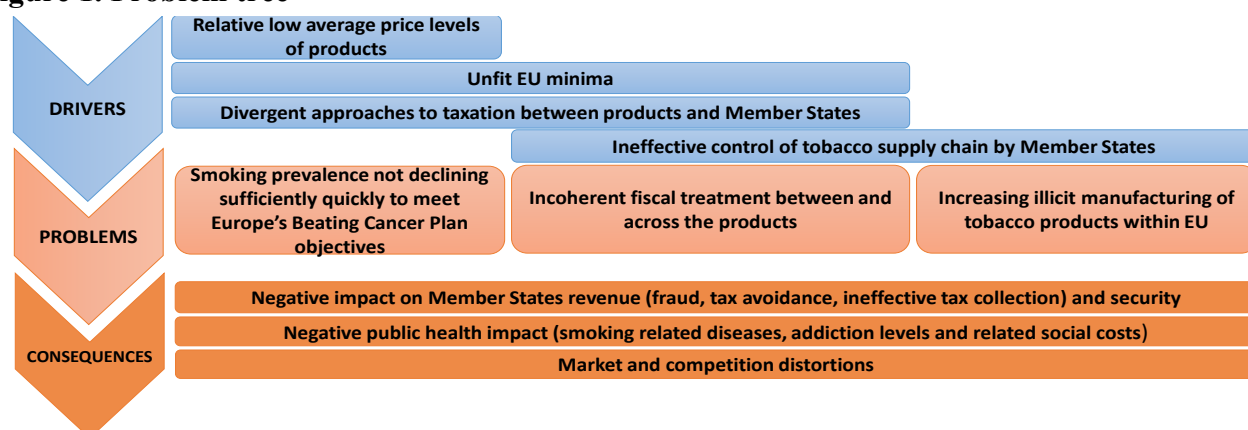 Figure 1. Problem tree
Relative low average price levels
of products
Unfit EU minima
DRIVERS
Divergent approaches to taxation between products and Member States
Ineffective control of tobacco supply chain by Member States
PROBLEMS
Smoking prevalence not declining
sufficiently quickly to meet
Europe's Beating Cancer Plan
objectives
Incoherent fiscal treatment between and
across the products
Increasing illicit manufacturing of
tobacco products within EU
CONSEQUENCES
Negative impact on Member States revenue (fraud, tax avoidance, ineffective tax collection) and security
Negative public health impact (smoking related diseases, addiction levels and related social costs)
Market and competition distortions